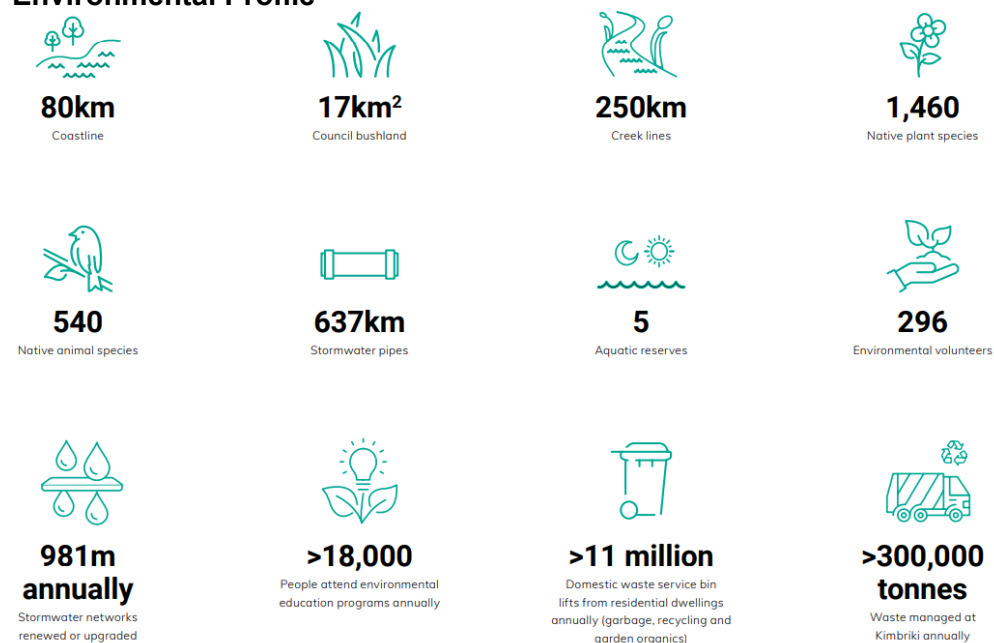 Environmental Profile
80km
Coastline
17km²
Council bushland
250km
Creek lines
1,460
Native plant species
540
Native animal species
637km
Stormwater pipes
5
Aquatic reserves
296
Environmental volunteers
981m
annually
Stormwater networks
renewed or upgraded
>18,000
People attend environmental
education programs annually
>11 million
Domestic waste service bin
lifts from residential dwellings
annually (garbage, recycling and
garden organics)
>300,000
tonnes
Waste managed at
Kimbriki annually